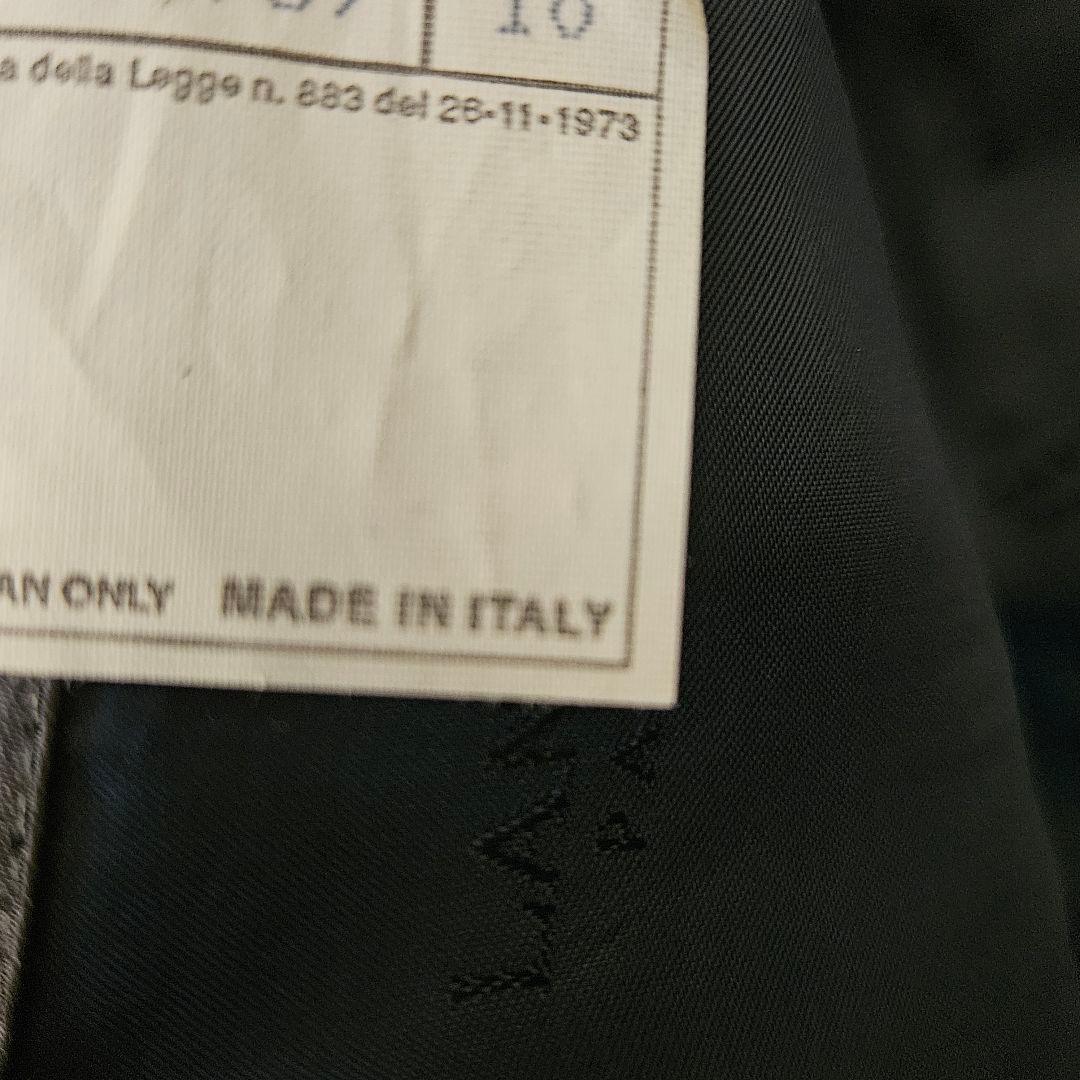 10
a della Legge n. 883 del 26-11-1973
AN ONLY MADE IN ITALY